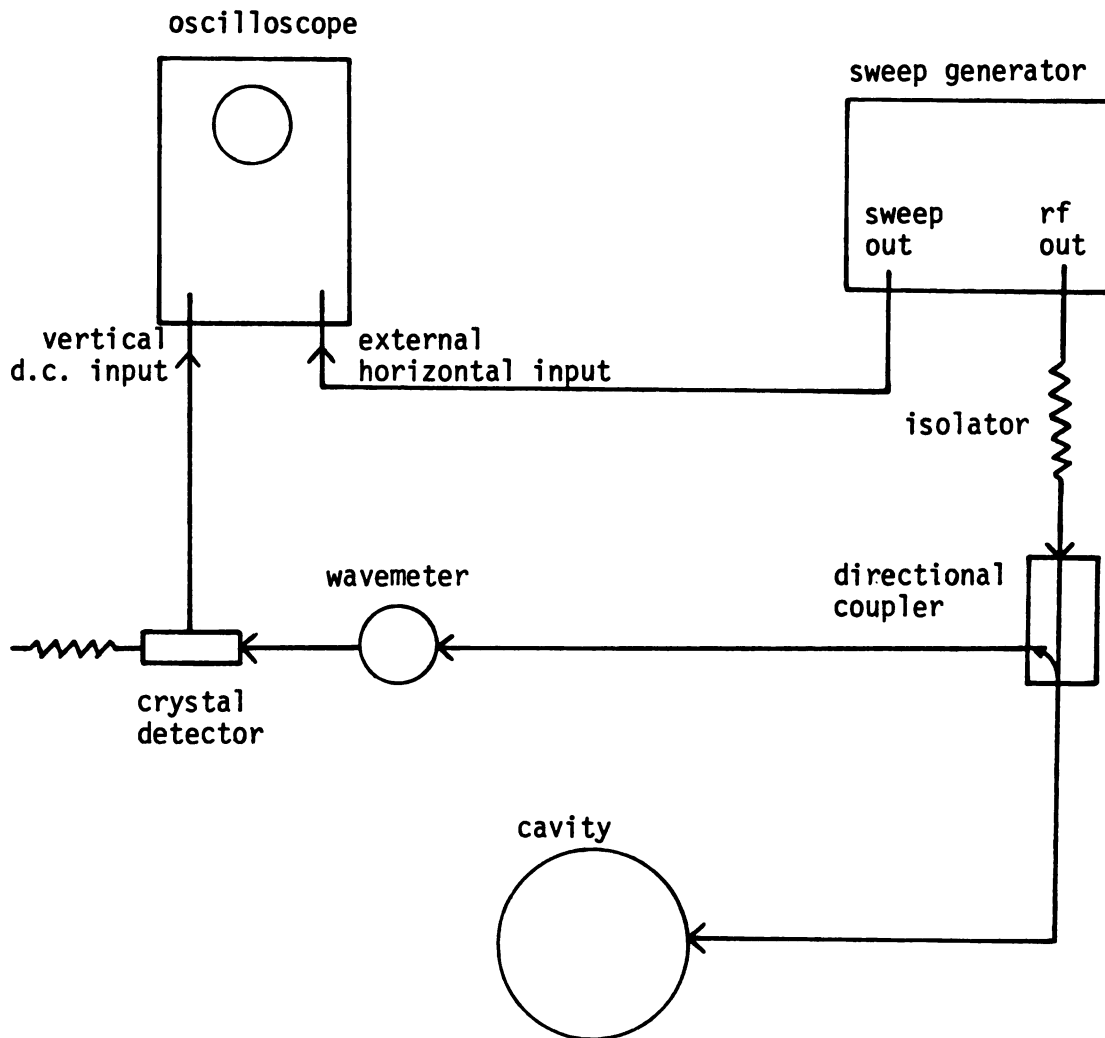 oscilloscope
sweep generator
sweep
out
rf
out
vertical
d.c. input
external
horizontal input
isolator
wavemeter
directional
coupler
crystal
detector
cavity